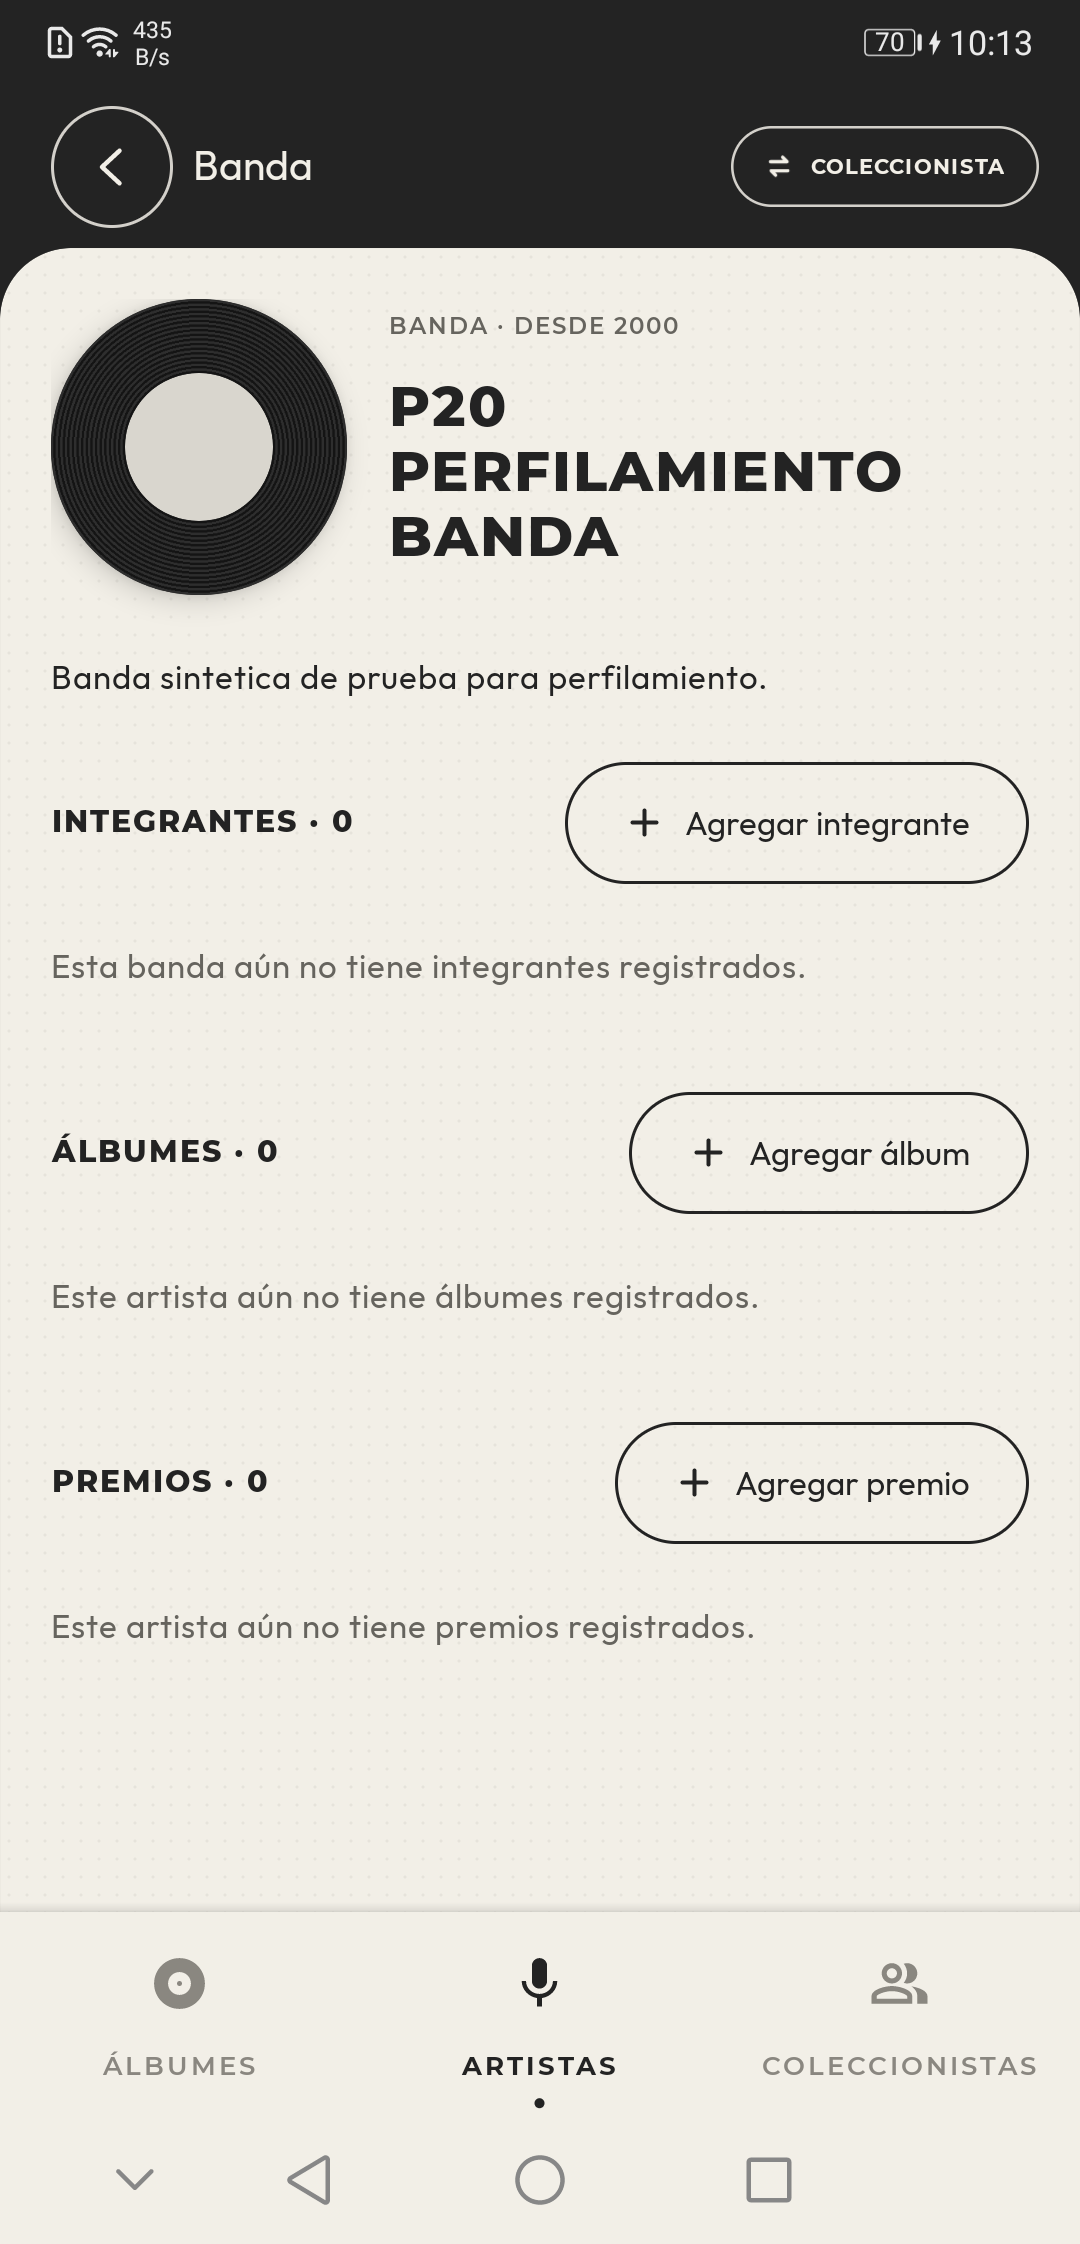 435
B/s
70
10:13
Banda
COLECCIONISTA
BANDA · DESDE 2000
P20
PERFILAMIENTO
BANDA
Banda sintetica de prueba para perfilamiento.
INTEGRANTES · 0
Agregar integrante
Esta banda aún no tiene integrantes registrados.
ÁLBUMES · 0
Agregar álbum
Este artista aún no tiene álbumes registrados.
PREMIOS · 0
Agregar premio
Este artista aún no tiene premios registrados.
ÁLBUMES
ARTISTAS
COLECCIONISTAS